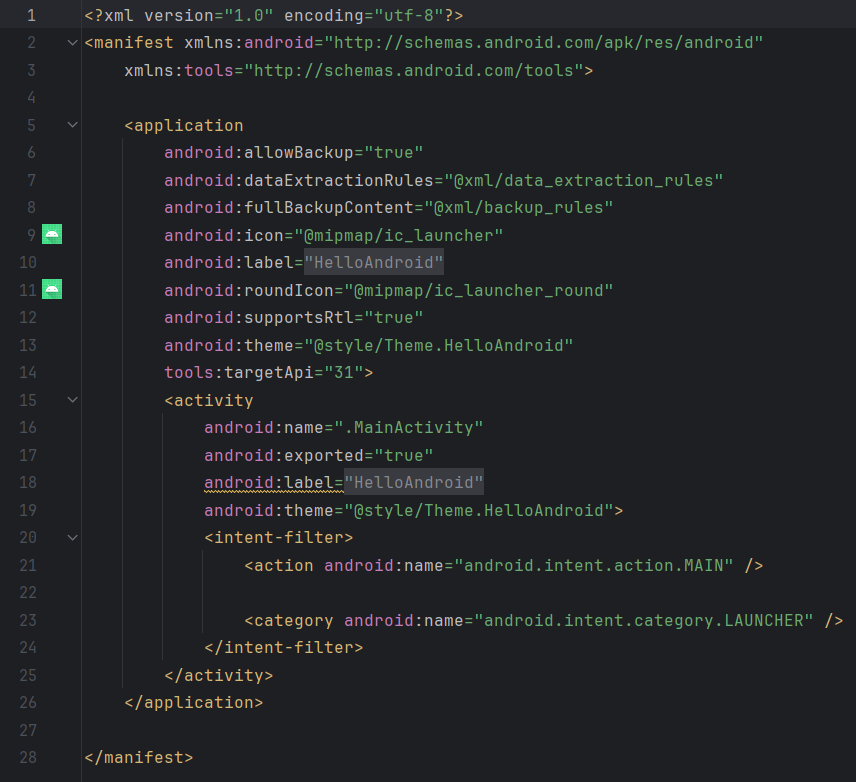 1 <?xml version="1.0" encoding="utf-8"?>
2 <manifest xmlns:android="http://schemas.android.com/apk/res/android"
3     xmlns:tools="http://schemas.android.com/tools">
4
5     <application
6         android:allowBackup="true"
7         android:dataExtractionRules="@xml/data_extraction_rules"
8         android:fullBackupContent="@xml/backup_rules"
9         android:icon="@mipmap/ic_launcher"
10         android:label="HelloAndroid"
11         android:roundIcon="@mipmap/ic_launcher_round"
12         android:supportsRtl="true"
13         android:theme="@style/Theme.HelloAndroid"
14         tools:targetApi="31">
15         <activity
16             android:name=".MainActivity"
17             android:exported="true"
18             android:label="HelloAndroid"
19             android:theme="@style/Theme.HelloAndroid">
20             <intent-filter>
21                 <action android:name="android.intent.action.MAIN" />
22
23                 <category android:name="android.intent.category.LAUNCHER" />
24             </intent-filter>
25         </activity>
26     </application>
27
28 </manifest>